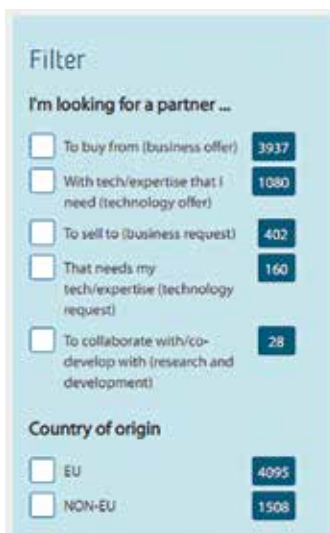 Filter
I'm looking for a partner ...
To buy from (business offer) 3937
With tech/expertise that I 1080
need (technology offer)
To sell to (business request) 402
That needs my 160
tech/expertise (technology
request)
To collaborate with/co- 28
develop with (research and
development)
Country of origin
EU 4095
NON-EU 1508